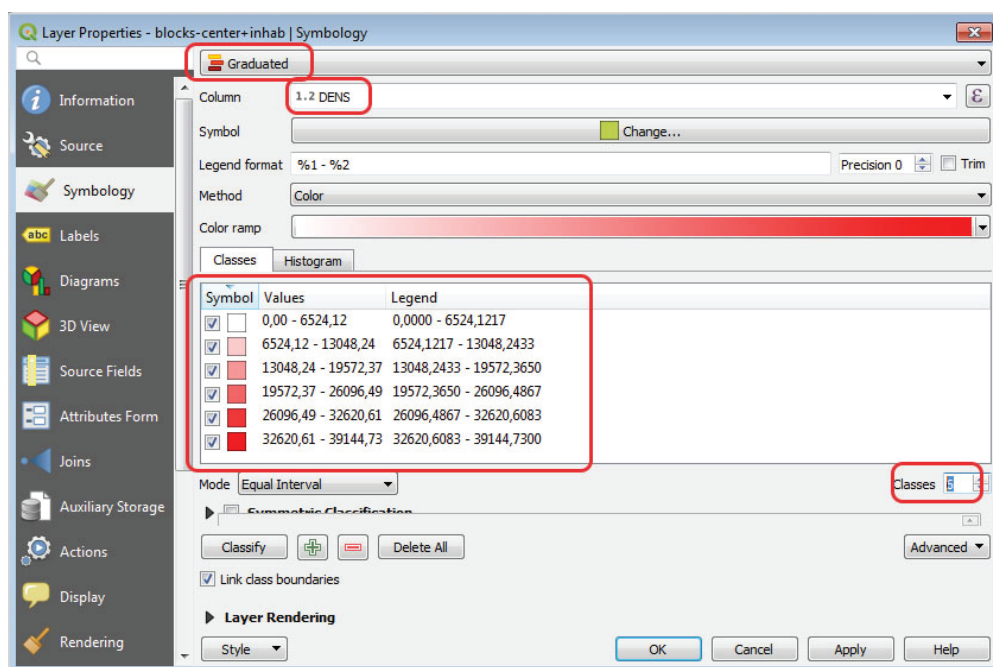 Layer Properties - blocks-center+inhab | Symbology
Graduated
Information
Source
Symbology
abc Labels
Diagrams
3D View
Source Fields
Attributes Form
Joins
Auxiliary Storage
Actions
Display
Rendering
Column 1.2 DENS ε
Symbol Change...
Legend format %1 - %2 Precision 0 Trim
Method Color
Color ramp
Classes Histogram
Symbol Values Legend
0,00 - 6524,12 0,0000 - 6524,1217
6524,12 - 13048,24 6524,1217 - 13048,2433
13048,24 - 19572,37 13048,2433 - 19572,3650
19572,37 - 26096,49 19572,3650 - 26096,4867
26096,49 - 32620,61 26096,4867 - 32620,6083
32620,61 - 39144,73 32620,6083 - 39144,7300
Mode Equal Interval Classes
Symmetric Classification
Classify Delete All Advanced
Link class boundaries
Layer Rendering
Style OK Cancel Apply Help